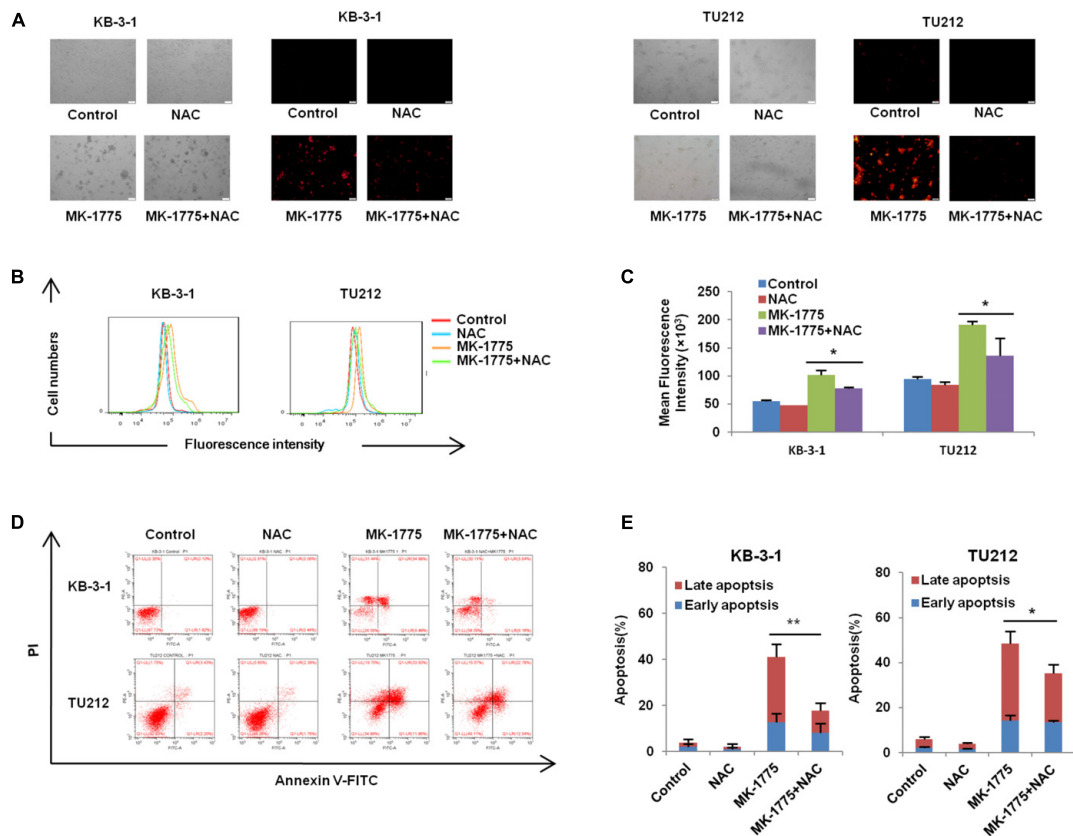 A
KB-3-1
KB-3-1
TU212
TU212
Control
NAC
Control
NAC
Control
NAC
Control
NAC
MK-1775
MK-1775+NAC
MK-1775
MK-1775+NAC
MK-1775
MK-1775+NAC
MK-1775
MK-1775+NAC
B
KB-3-1
TU212
Control
NAC
MK-1775
MK-1775+NAC
Cell numbers
Fluorescence intensity
C
Control
NAC
MK-1775
MK-1775+NAC
Mean Fluorescence
Intensity (×10³)
250
200
150
100
50
0
*
*
KB-3-1
TU212
D
Control
NAC
MK-1775
MK-1775+NAC
KB-3-1
TU212
PI
Annexin V-FITC
E
KB-3-1
TU212
Late apoptsis
Early apoptsis
Late apoptsis
Early apoptsis
Apoptosis(%)
80
60
40
20
0
**
Control
NAC
MK-1775
MK-1775+NAC
Apoptosis(%)
80
60
40
20
0
*
Control
NAC
MK-1775
MK-1775+NAC